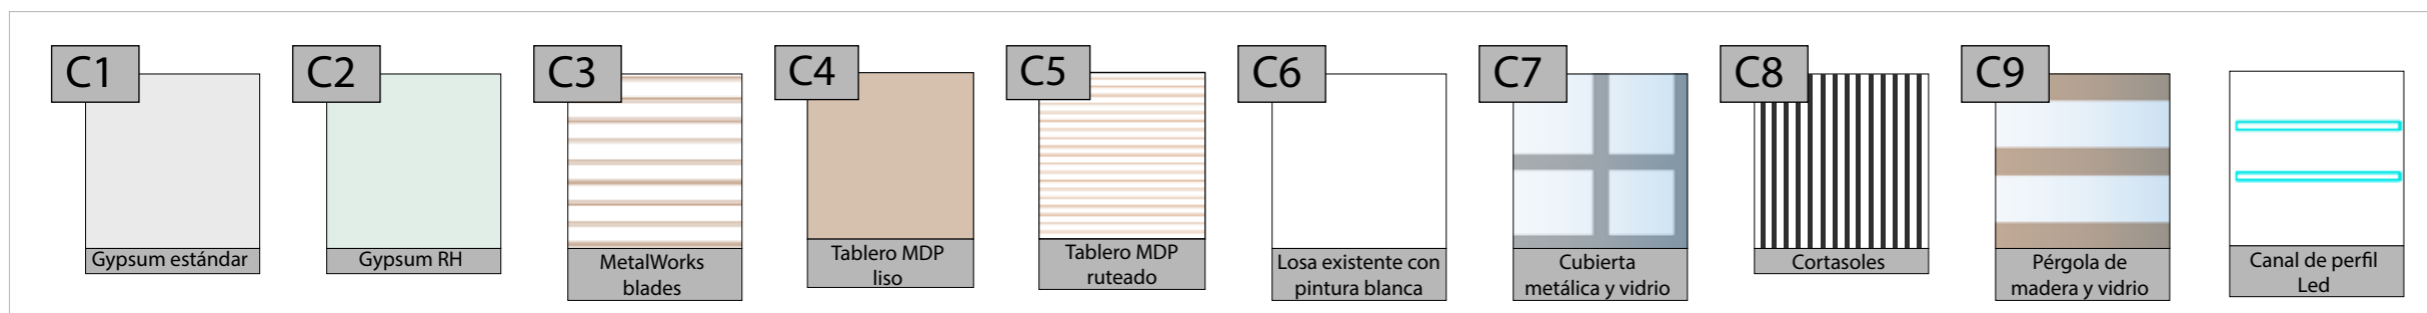 C1
Gypsum estándar
C2
Gypsum RH
C3
MetalWorks
blades
C4
Tablero MDP
liso
C5
Tablero MDP
ruteado
C6
Losa existente con
pintura blanca
C7
Cubierta
metálica y vidrio
C8
Cortasoles
C9
Pérgola de
madera y vidrio
Canal de perfil
Led